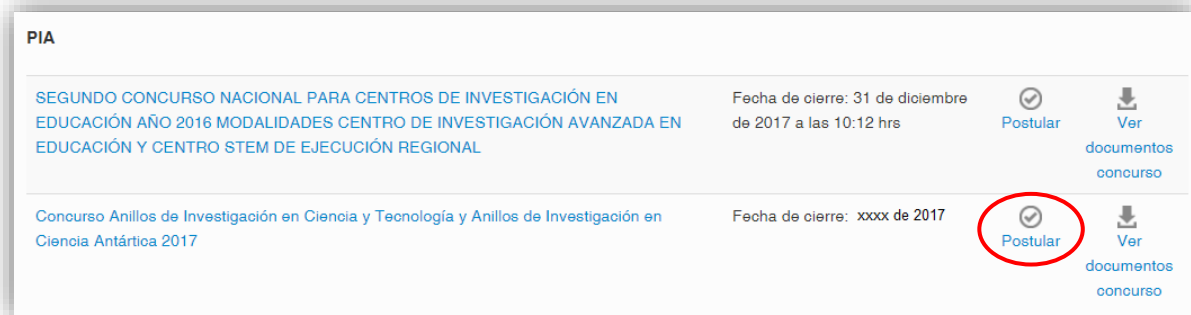 PIA
SEGUNDO CONCURSO NACIONAL PARA CENTROS DE INVESTIGACIÓN EN
EDUCACIÓN AÑO 2016 MODALIDADES CENTRO DE INVESTIGACIÓN AVANZADA EN
EDUCACIÓN Y CENTRO STEM DE EJECUCIÓN REGIONAL
Fecha de cierre: 31 de diciembre
de 2017 a las 10:12 hrs
Postular
Ver
documentos
concurso
Concurso Anillos de Investigación en Ciencia y Tecnología y Anillos de Investigación en
Ciencia Antártica 2017
Fecha de cierre: xxxx de 2017
Postular
Ver
documentos
concurso